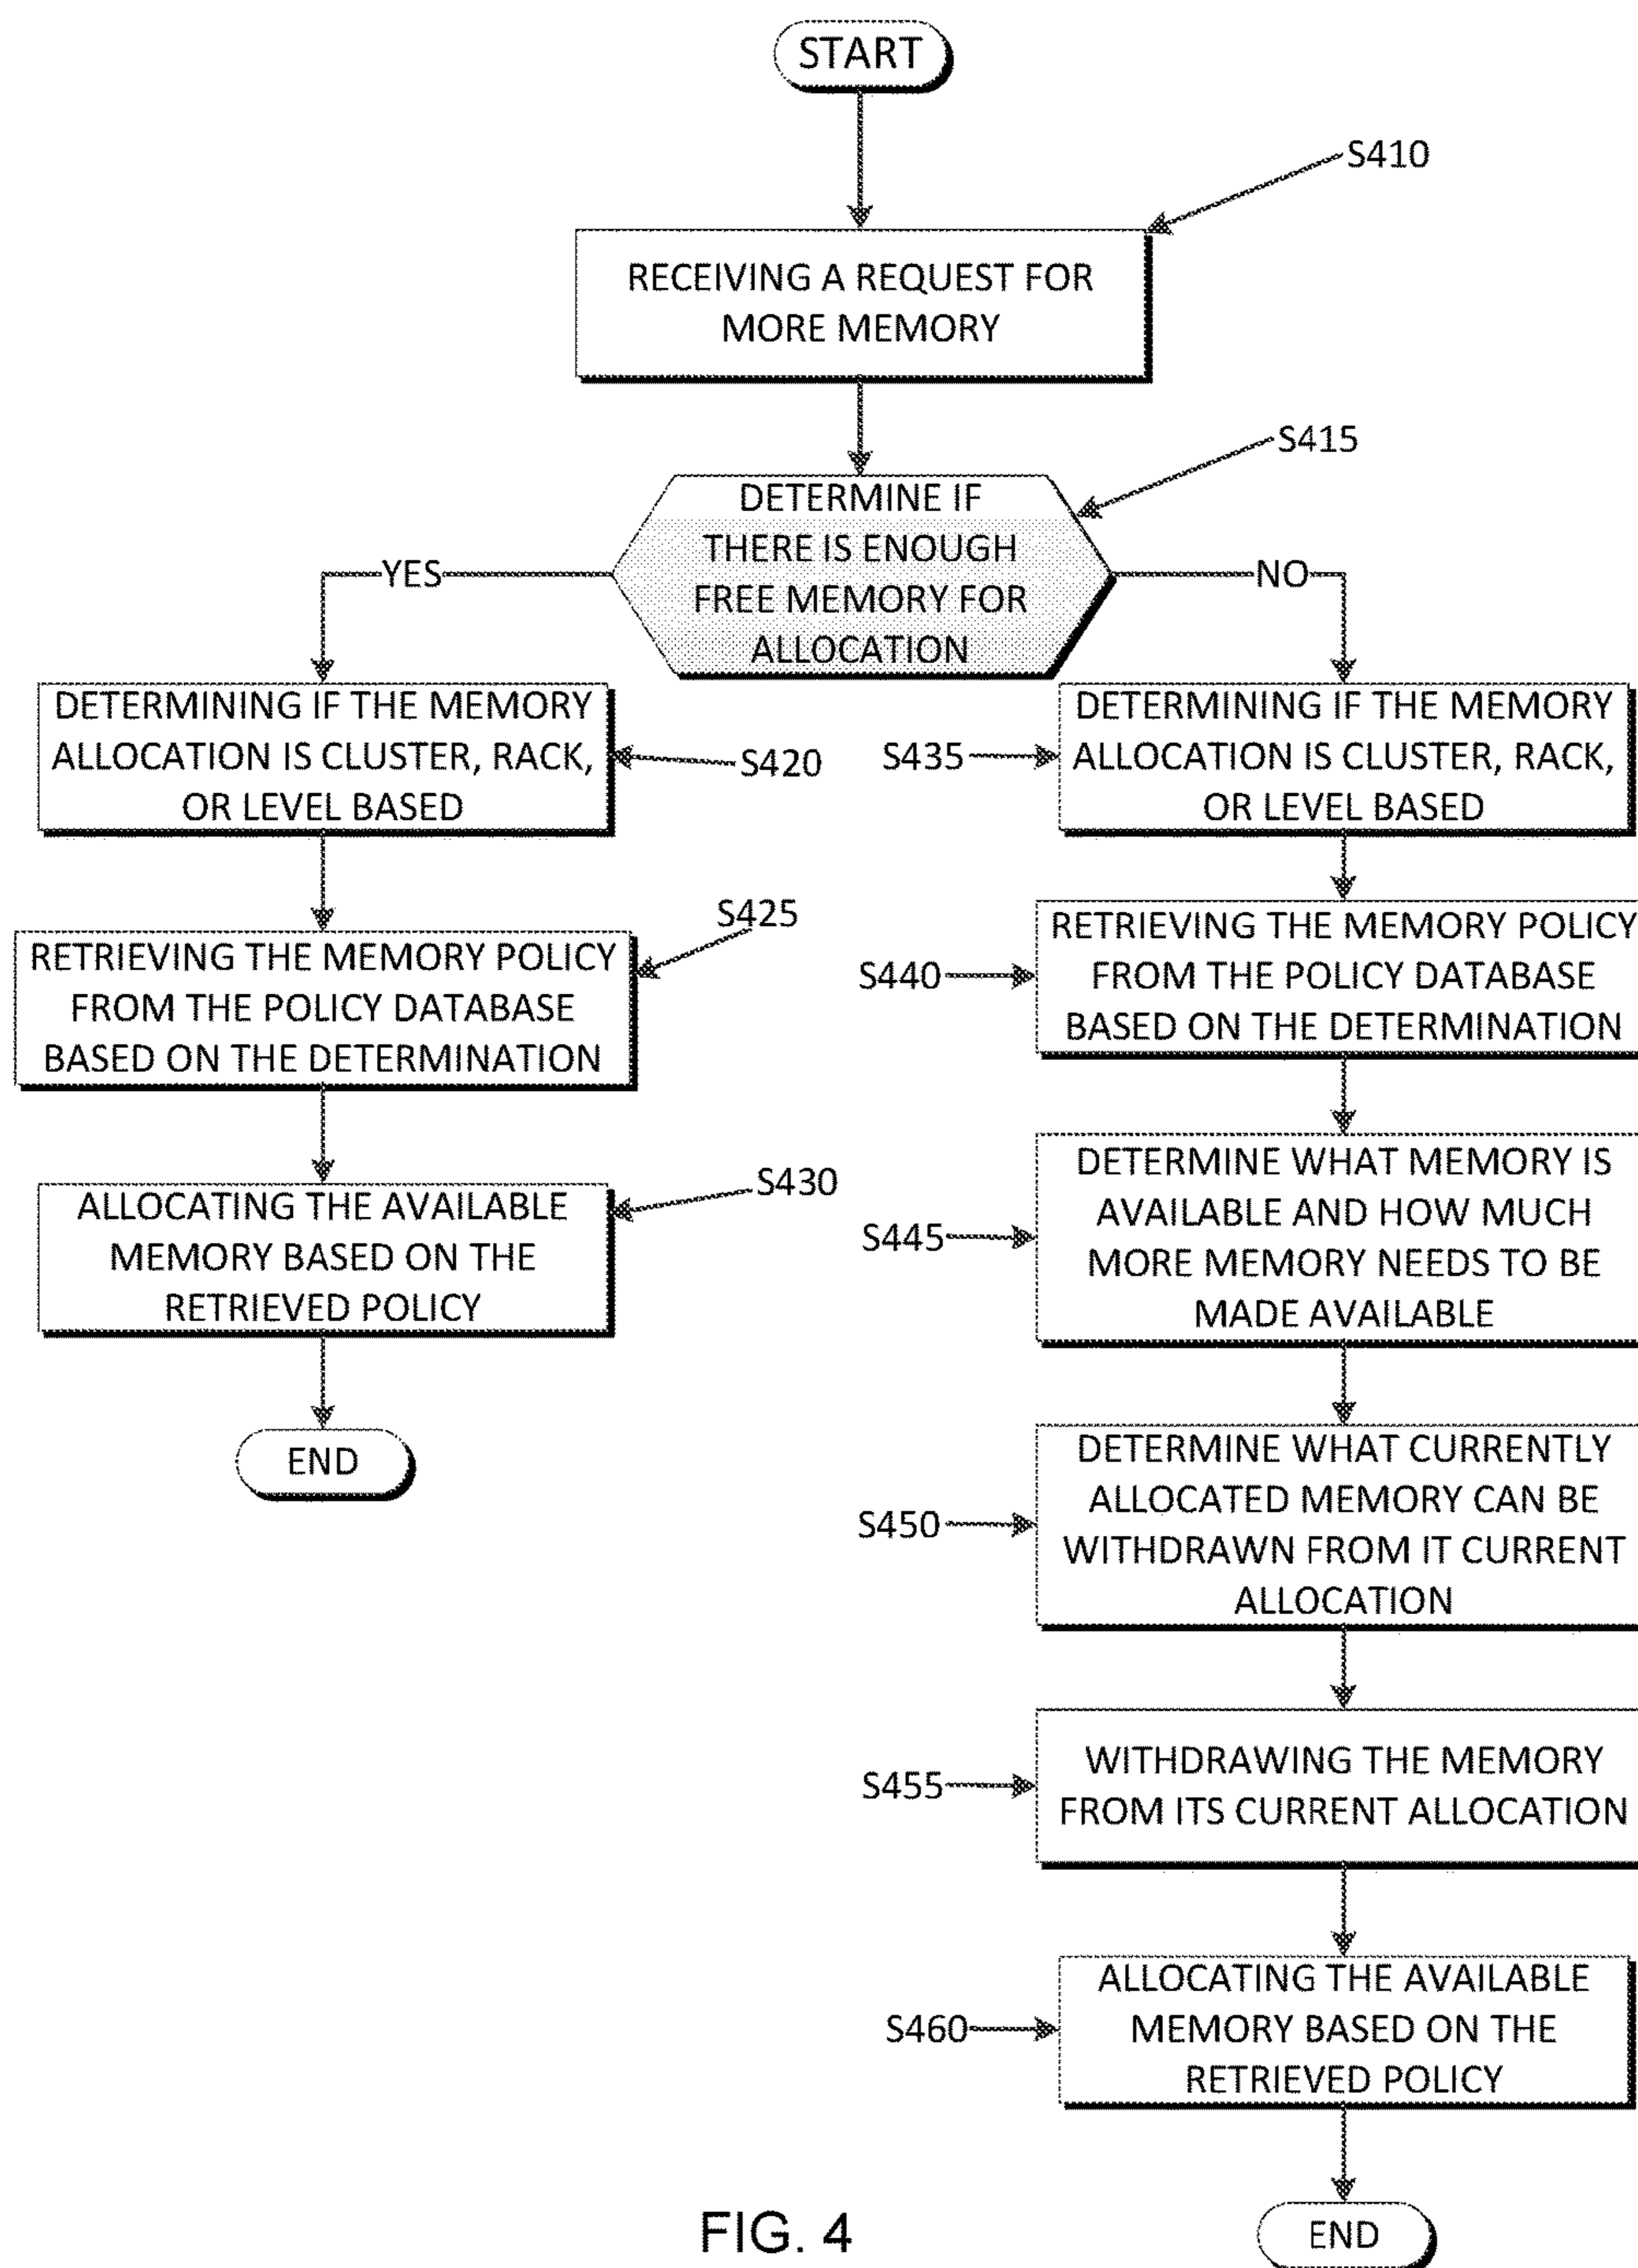 START
S410
RECEIVING A REQUEST FOR
MORE MEMORY
S415
DETERMINE IF
THERE IS ENOUGH
FREE MEMORY FOR
ALLOCATION
YES
NO
DETERMINING IF THE MEMORY
ALLOCATION IS CLUSTER, RACK,
OR LEVEL BASED
S420
S425
RETRIEVING THE MEMORY POLICY
FROM THE POLICY DATABASE
BASED ON THE DETERMINATION
S430
ALLOCATING THE AVAILABLE
MEMORY BASED ON THE
RETRIEVED POLICY
END
S435
DETERMINING IF THE MEMORY
ALLOCATION IS CLUSTER, RACK,
OR LEVEL BASED
S440
RETRIEVING THE MEMORY POLICY
FROM THE POLICY DATABASE
BASED ON THE DETERMINATION
S445
DETERMINE WHAT MEMORY IS
AVAILABLE AND HOW MUCH
MORE MEMORY NEEDS TO BE
MADE AVAILABLE
S450
DETERMINE WHAT CURRENTLY
ALLOCATED MEMORY CAN BE
WITHDRAWN FROM IT CURRENT
ALLOCATION
S455
WITHDRAWING THE MEMORY
FROM ITS CURRENT ALLOCATION
S460
ALLOCATING THE AVAILABLE
MEMORY BASED ON THE
RETRIEVED POLICY
END
FIG. 4